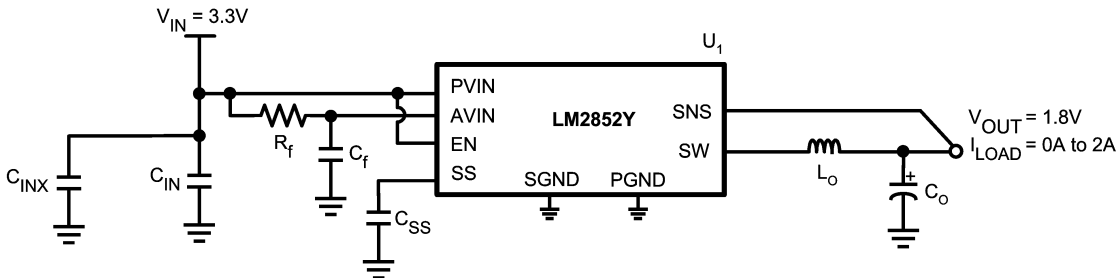 V_IN = 3.3V
U_1
PVIN
AVIN
EN
SS
LM2852Y
SNS
SW
SGND
PGND
R_f
C_f
C_INX
C_IN
C_SS
L_O
C_O
+
V_OUT = 1.8V
I_LOAD = 0A to 2A